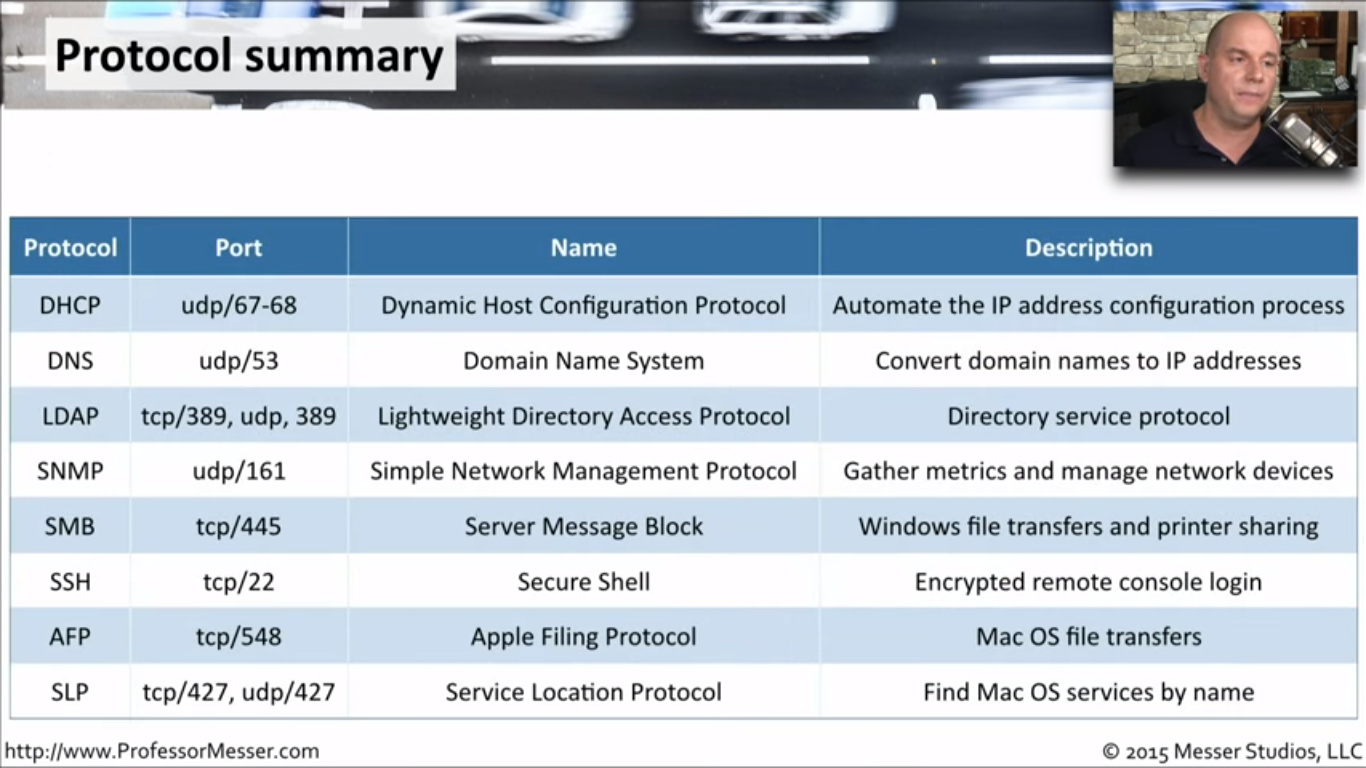 Protocol summary
Protocol Port Name Description
DHCP udp/67-68 Dynamic Host Configuration Protocol Automate the IP address configuration process
DNS udp/53 Domain Name System Convert domain names to IP addresses
LDAP tcp/389, udp, 389 Lightweight Directory Access Protocol Directory service protocol
SNMP udp/161 Simple Network Management Protocol Gather metrics and manage network devices
SMB tcp/445 Server Message Block Windows file transfers and printer sharing
SSH tcp/22 Secure Shell Encrypted remote console login
AFP tcp/548 Apple Filing Protocol Mac OS file transfers
SLP tcp/427, udp/427 Service Location Protocol Find Mac OS services by name
http://www.ProfessorMesser.com © 2015 Messer Studios, LLC